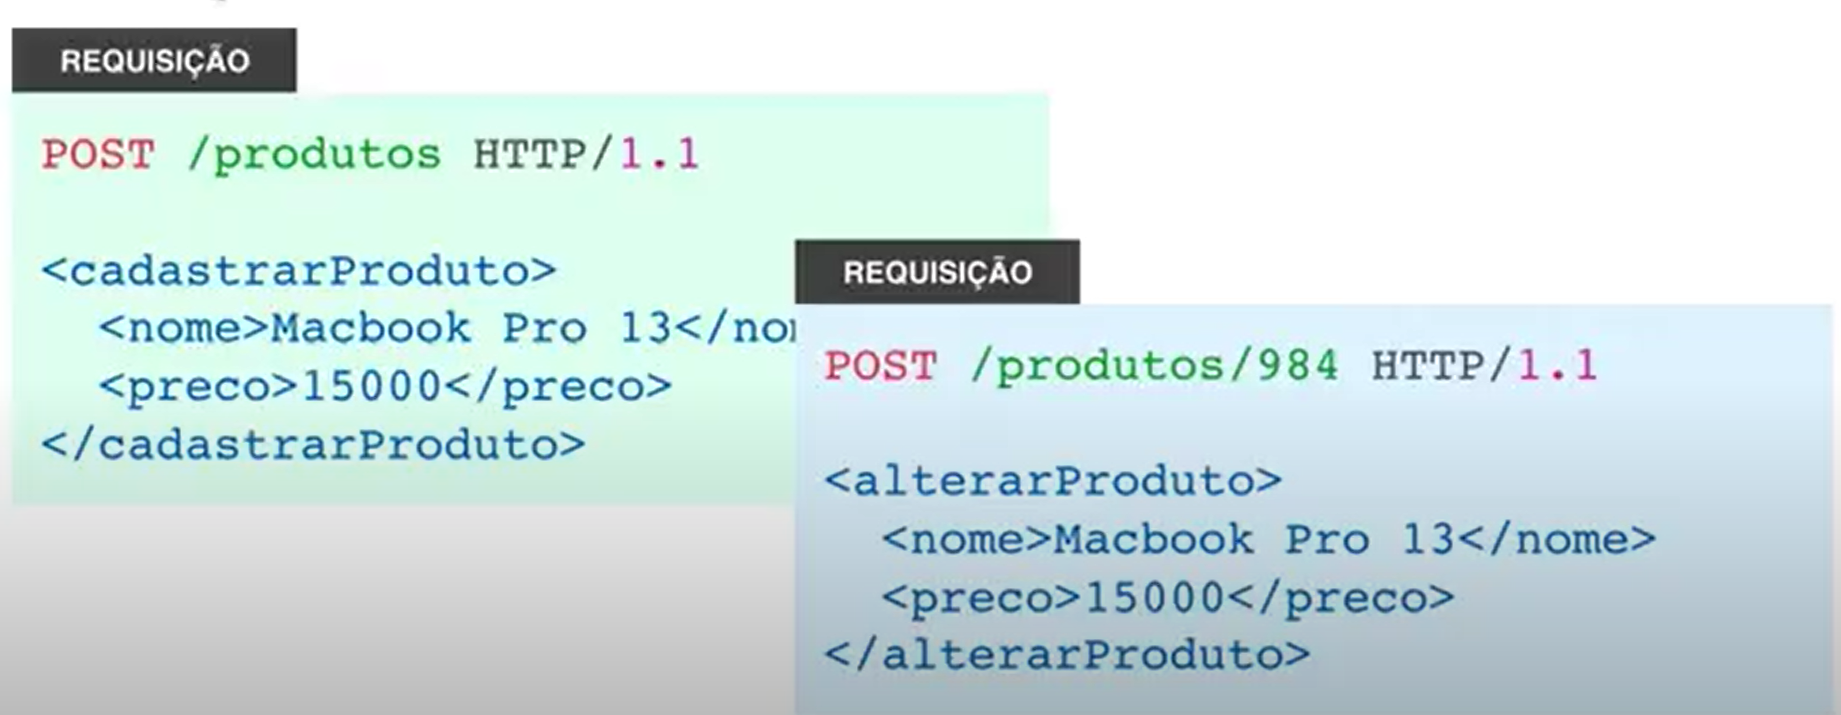 REQUISIÇÃO
POST /produtos HTTP/1.1
<cadastrarProduto>
<nome>Macbook Pro 13</no
<preco>15000</preco>
</cadastrarProduto>
REQUISIÇÃO
POST /produtos/984 HTTP/1.1
<alterarProduto>
<nome>Macbook Pro 13</nome>
<preco>15000</preco>
</alterarProduto>